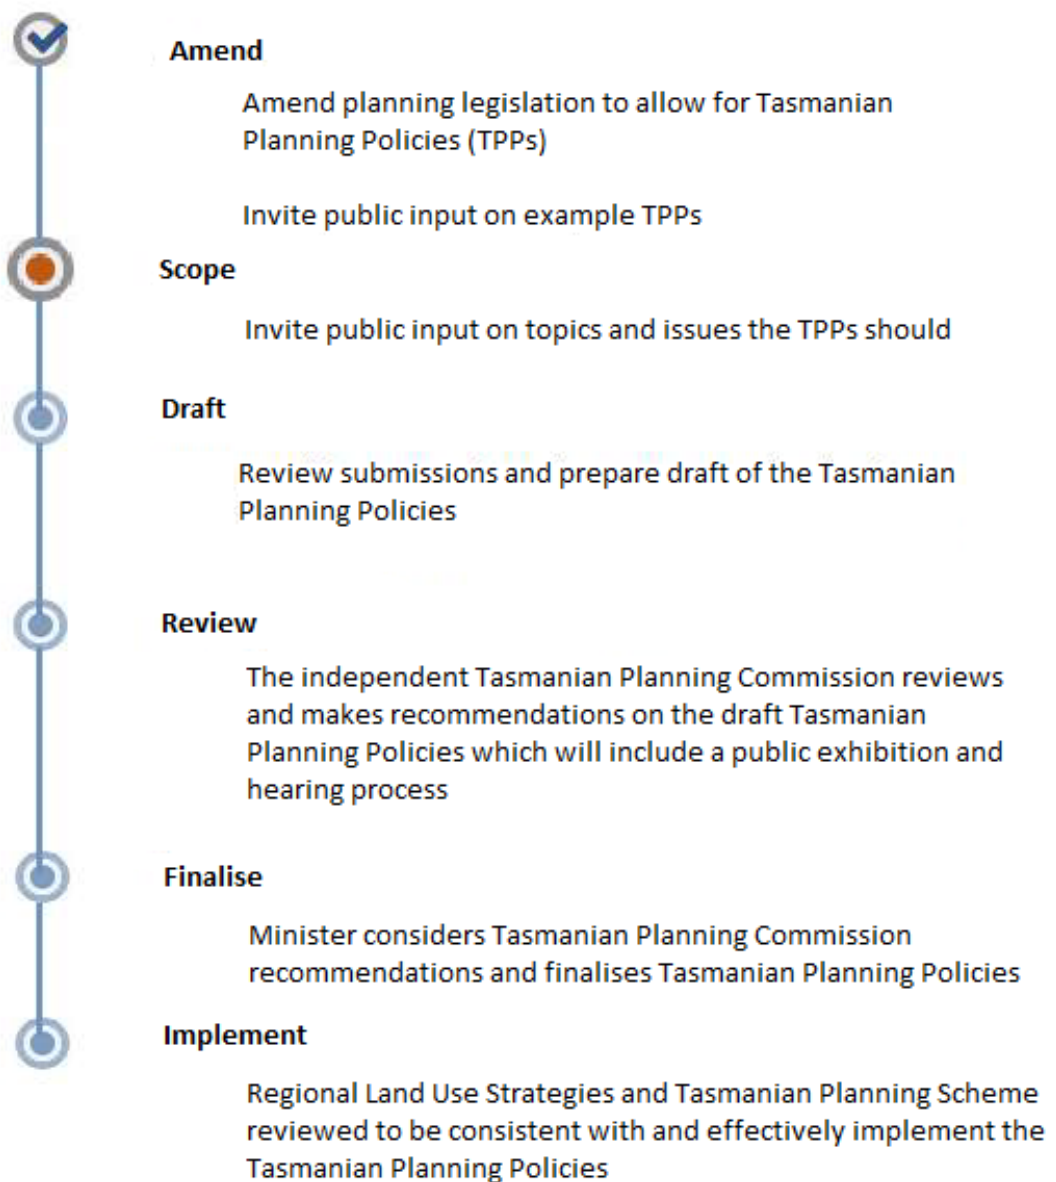 Amend
Amend planning legislation to allow for Tasmanian
Planning Policies (TPPs)
Invite public input on example TPPs
Scope
Invite public input on topics and issues the TPPs should
Draft
Review submissions and prepare draft of the Tasmanian
Planning Policies
Review
The independent Tasmanian Planning Commission reviews
and makes recommendations on the draft Tasmanian
Planning Policies which will include a public exhibition and
hearing process
Finalise
Minister considers Tasmanian Planning Commission
recommendations and finalises Tasmanian Planning Policies
Implement
Regional Land Use Strategies and Tasmanian Planning Scheme
reviewed to be consistent with and effectively implement the
Tasmanian Planning Policies